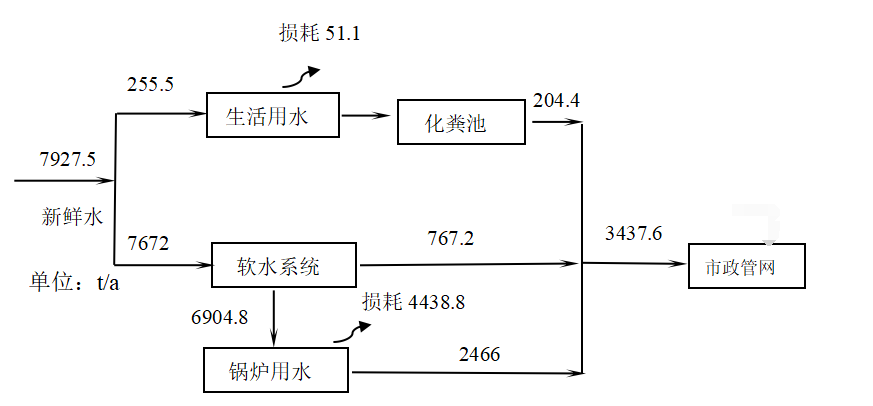 损耗 51.1
255.5
生活用水
化粪池
204.4
7927.5
新鲜水
7672
软水系统
767.2
3437.6
市政管网
单位：t/a
6904.8
损耗 4438.8
锅炉用水
2466